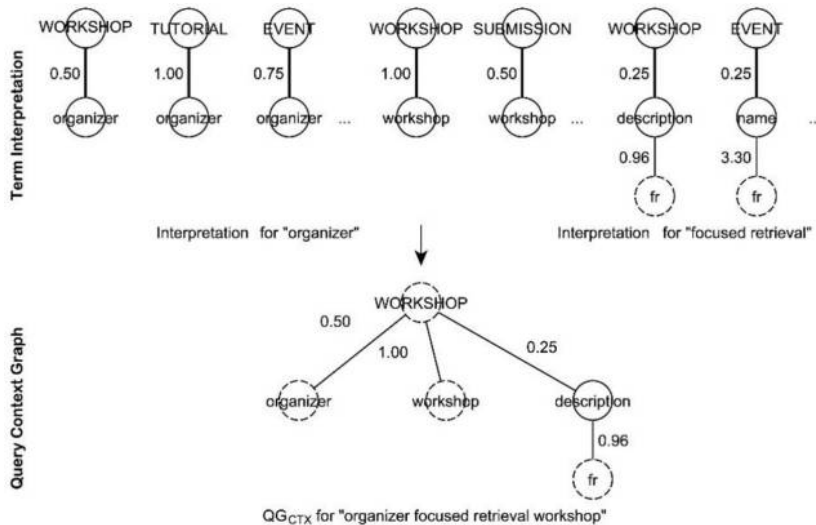 WORKSHOP TUTORIAL EVENT WORKSHOP SUBMISSION WORKSHOP EVENT
0.50 1.00 0.75 1.00 0.50 0.25 0.25
organizer organizer organizer ... workshop workshop ... description name ..
0.96 3.30
fr fr
Term Interpretation
Interpretation for "organizer" Interpretation for "focused retrieval"
WORKSHOP
0.50 1.00 0.25
organizer workshop description
0.96
fr
Query Context Graph
QGCTX for "organizer focused retrieval workshop"